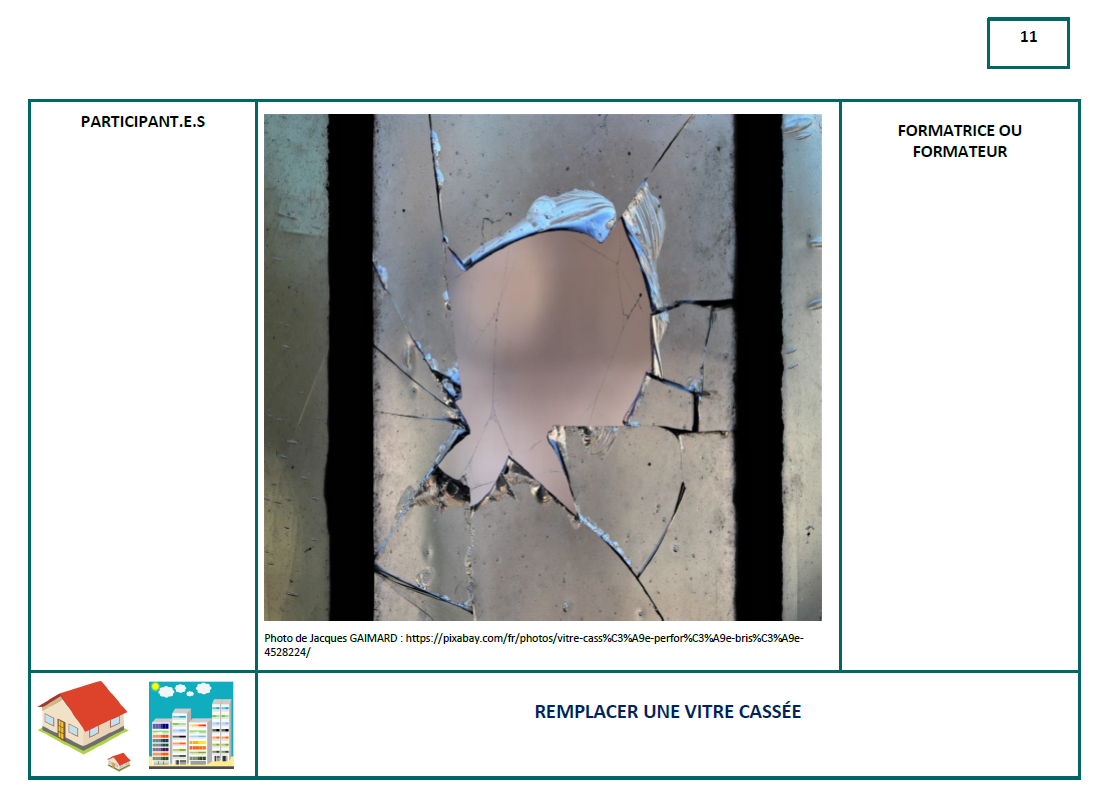 11
PARTICIPANT.E.S
FORMATRICE OU
FORMATEUR
Photo de Jacques GAIMARD : https://pixabay.com/fr/photos/vitre-cass%C3%A9e-perfor%C3%A9e-bris%C3%A9e-
4528224/
REMPLACER UNE VITRE CASSÉE